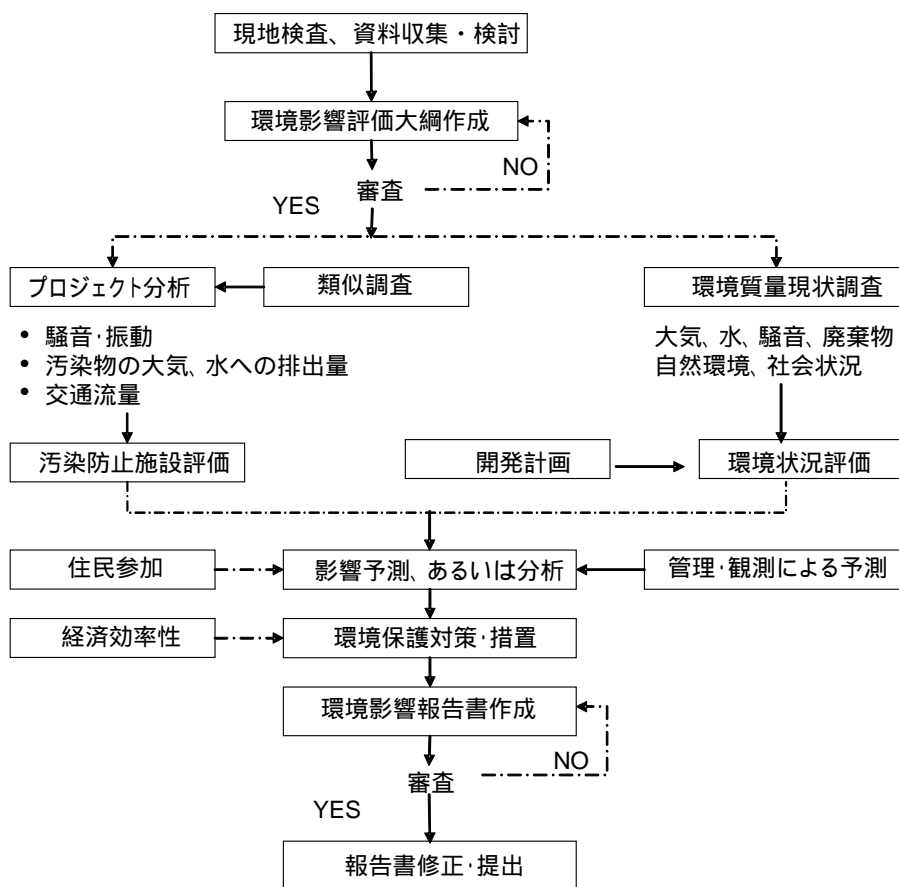 現地検査、資料収集・検討
環境影響評価大綱作成
NO
審査
YES
プロジェクト分析
類似調査
環境質量現状調査
• 騒音·振動
• 汚染物の大気、水への排出量
• 交通流量
大気、水、騒音、廃棄物
自然環境、社会状況
汚染防止施設評価
開発計画
環境状況評価
住民参加
影響予測、あるいは分析
管理·観測による予測
経済効率性
環境保護対策·措置
環境影響報告書作成
NO
審査
YES
報告書修正·提出